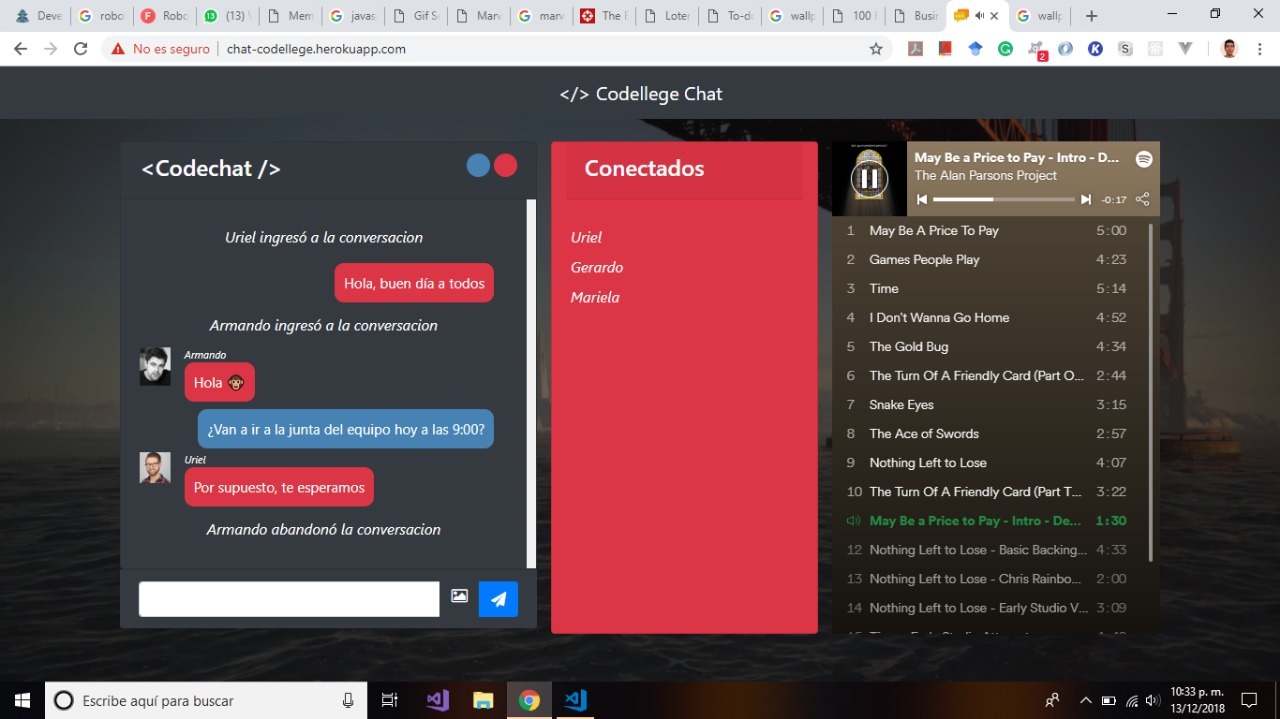 Deve
robo
Robo
(13) 
Mem
javas
Gif S
Marv
marv
The E
Loter
To-d
wallp
100 
Busin
wallp
No es seguro
chat-codellege.herokuapp.com
2
</> Codellege Chat
<Codechat />
Uriel ingresó a la conversacion
Hola, buen día a todos
Armando ingresó a la conversacion
Armando
Hola 🐵
¿Van a ir a la junta del equipo hoy a las 9:00?
Uriel
Por supuesto, te esperamos
Armando abandonó la conversacion
Conectados
Uriel
Gerardo
Mariela
May Be a Price to Pay - Intro - D...
The Alan Parsons Project
-0:17
1 May Be A Price To Pay 5:00
2 Games People Play 4:23
3 Time 5:14
4 I Don't Wanna Go Home 4:52
5 The Gold Bug 4:34
6 The Turn Of A Friendly Card (Part O... 2:44
7 Snake Eyes 3:15
8 The Ace of Swords 2:57
9 Nothing Left to Lose 4:07
10 The Turn Of A Friendly Card (Part T... 3:22
May Be a Price to Pay - Intro - De... 1:30
12 Nothing Left to Lose - Basic Backing... 4:33
13 Nothing Left to Lose - Chris Rainbo... 2:00
14 Nothing Left to Lose - Early Studio V... 3:09
Escribe aquí para buscar
10:33 p. m.
13/12/2018